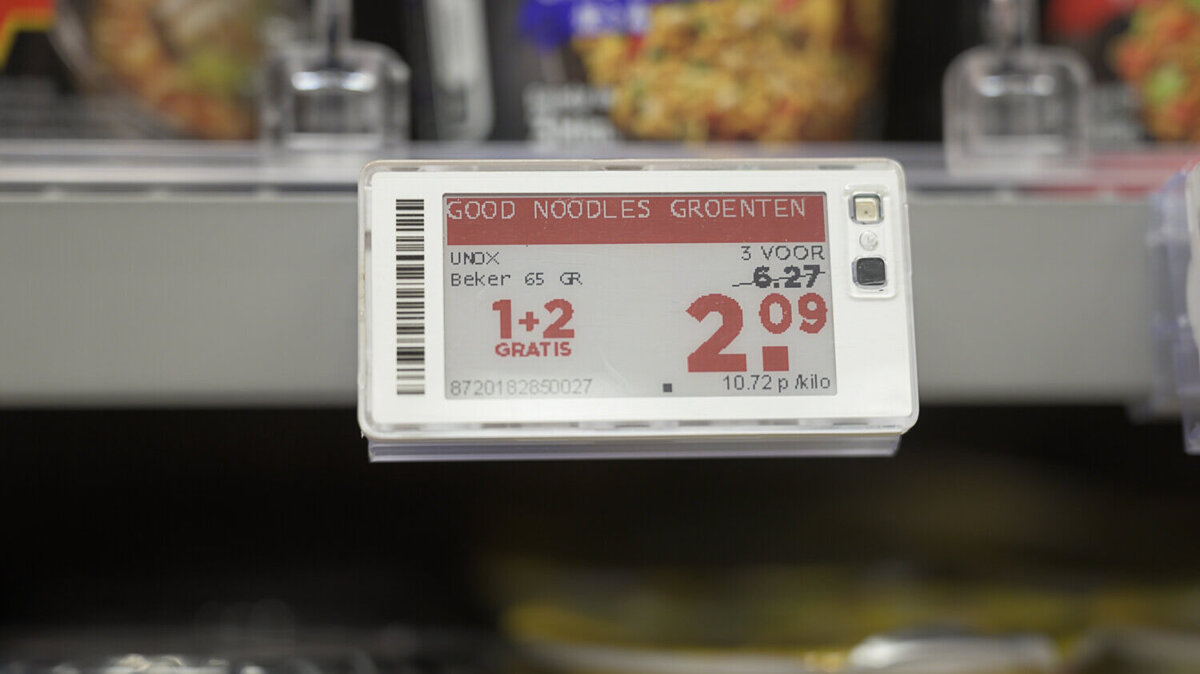 GOOD NOODLES GROENTEN
UNOX
Beker 65 GR
3 VOOR
6.27
1+2
GRATIS
2.09
8720182850027
10.72 p/kilo